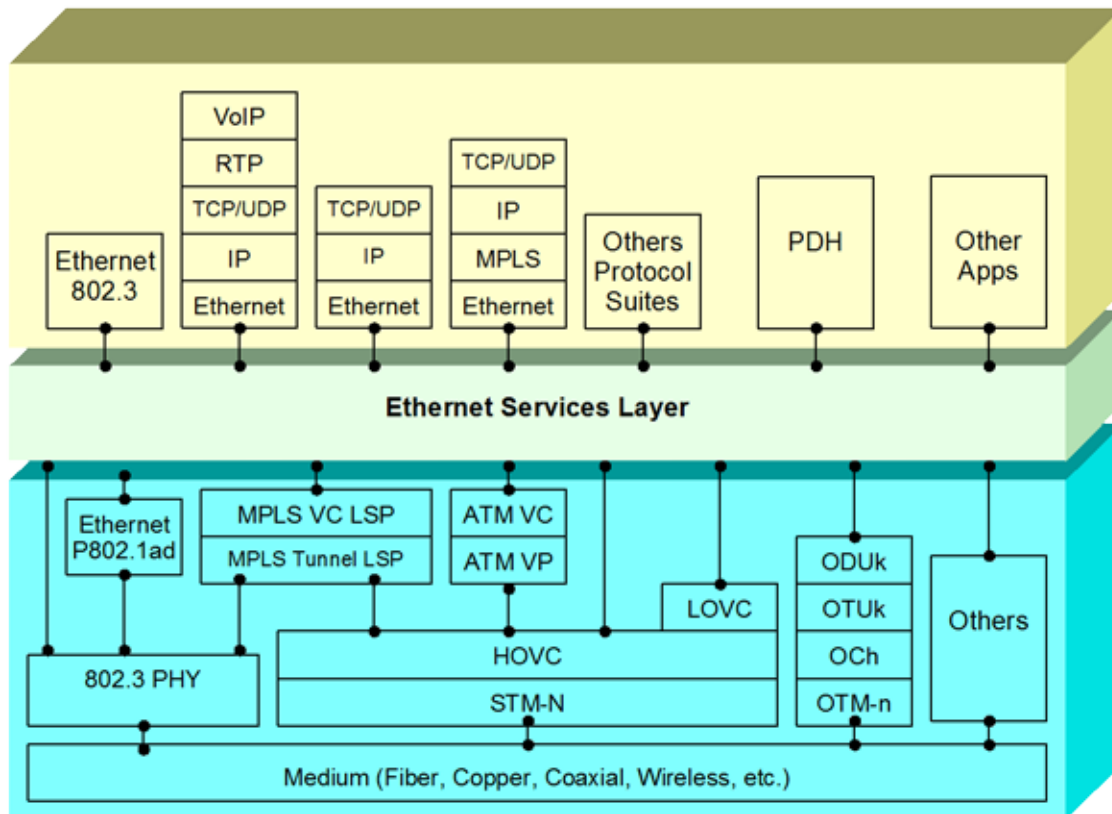 VoIP
RTP
TCP/UDP
IP
Ethernet
Ethernet
802.3
TCP/UDP
IP
Ethernet
TCP/UDP
IP
MPLS
Ethernet
Others
Protocol
Suites
PDH
Other
Apps
Ethernet Services Layer
Ethernet
P802.1ad
MPLS VC LSP
MPLS Tunnel LSP
ATM VC
ATM VP
LOVC
HOVC
STM-N
ODUk
OTUk
OCh
OTM-n
Others
802.3 PHY
Medium (Fiber, Copper, Coaxial, Wireless, etc.)